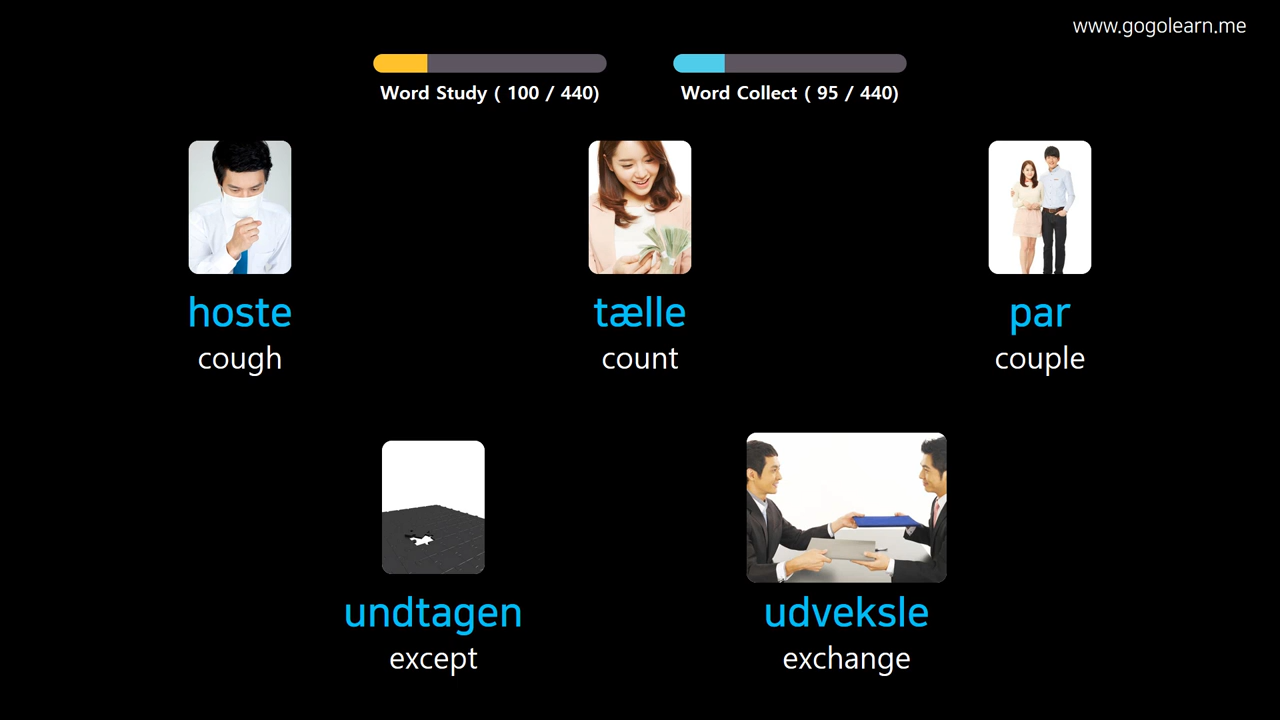 www.gogolearn.me
Word Study ( 100 / 440)
Word Collect ( 95 / 440)
hoste
cough
tælle
count
par
couple
undtagen
except
udveksle
exchange